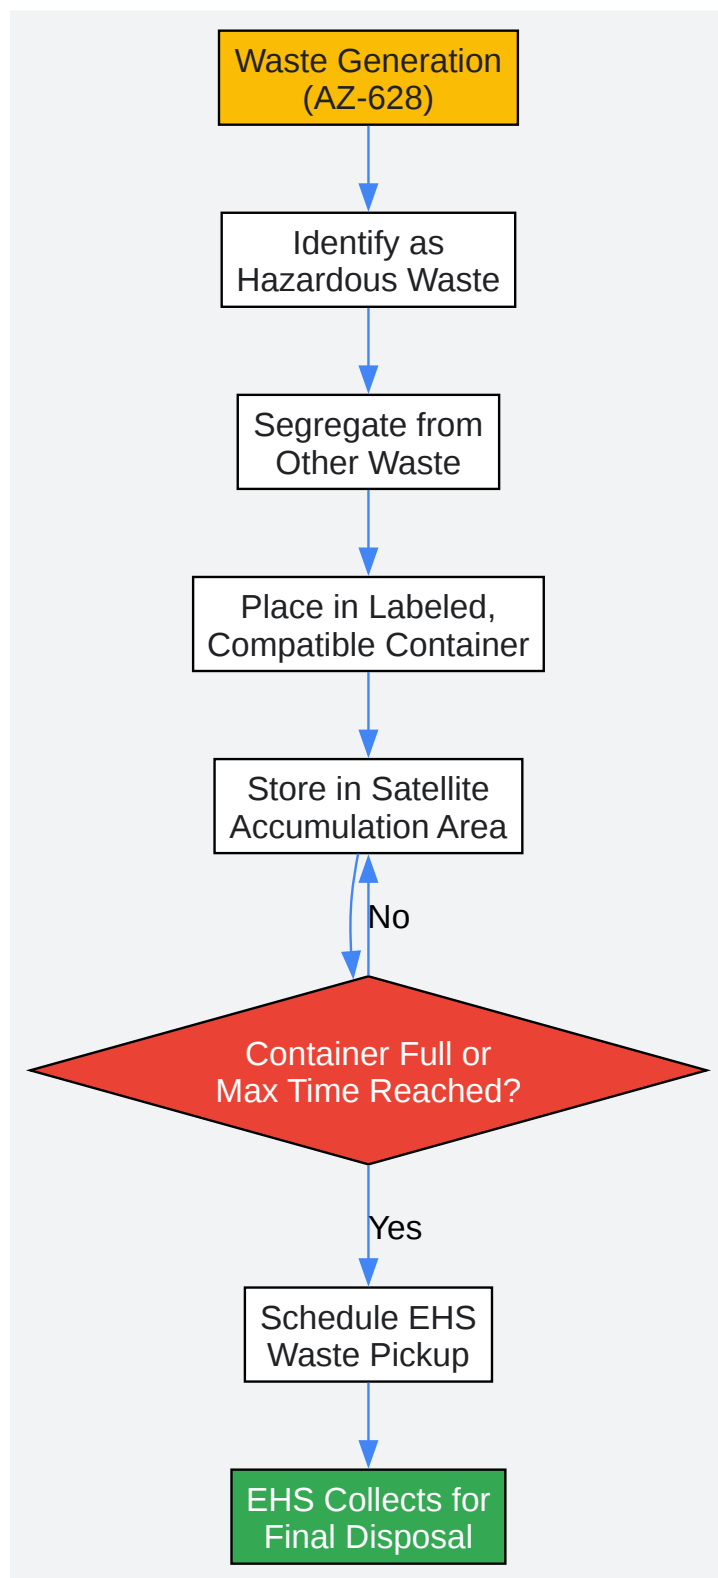 Waste Generation
(AZ-628)
Identify as
Hazardous Waste
Segregate from
Other Waste
Place in Labeled,
Compatible Container
Store in Satellite
Accumulation Area
No
Container Full or
Max Time Reached?
Yes
Schedule EHS
Waste Pickup
EHS Collects for
Final Disposal